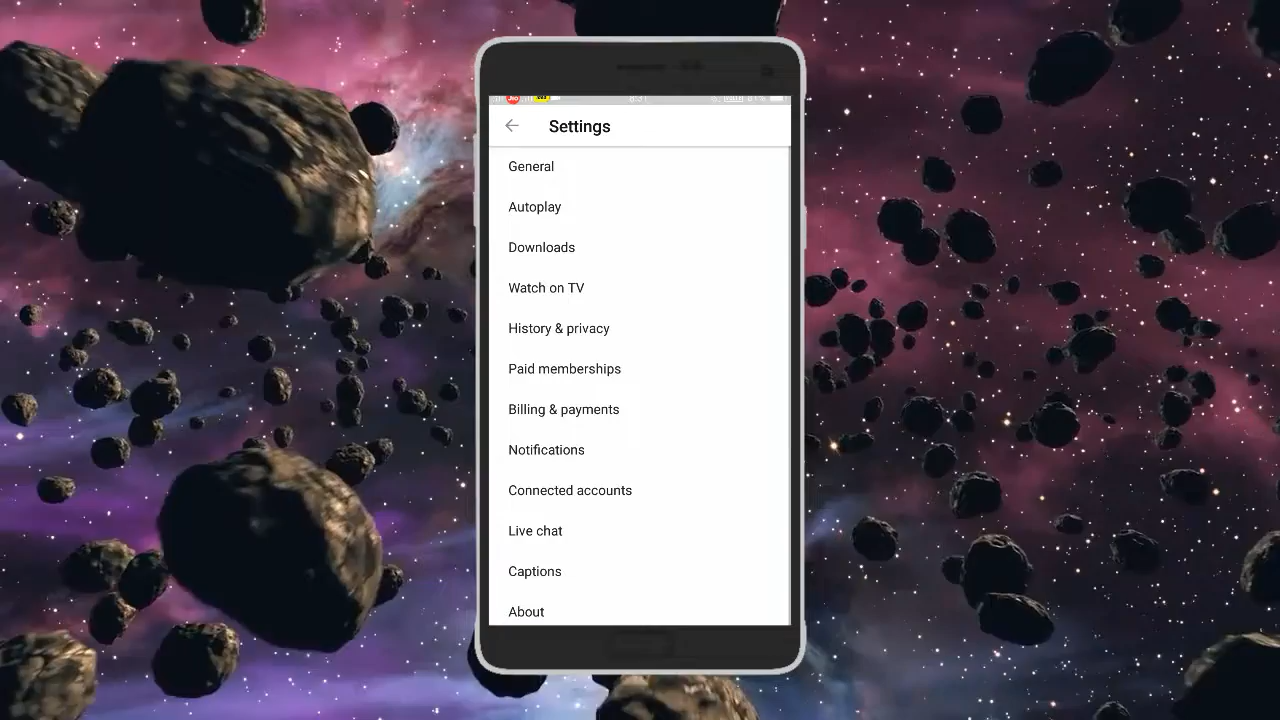 Settings
General
Autoplay
Downloads
Watch on TV
History & privacy
Paid memberships
Billing & payments
Notifications
Connected accounts
Live chat
Captions
About